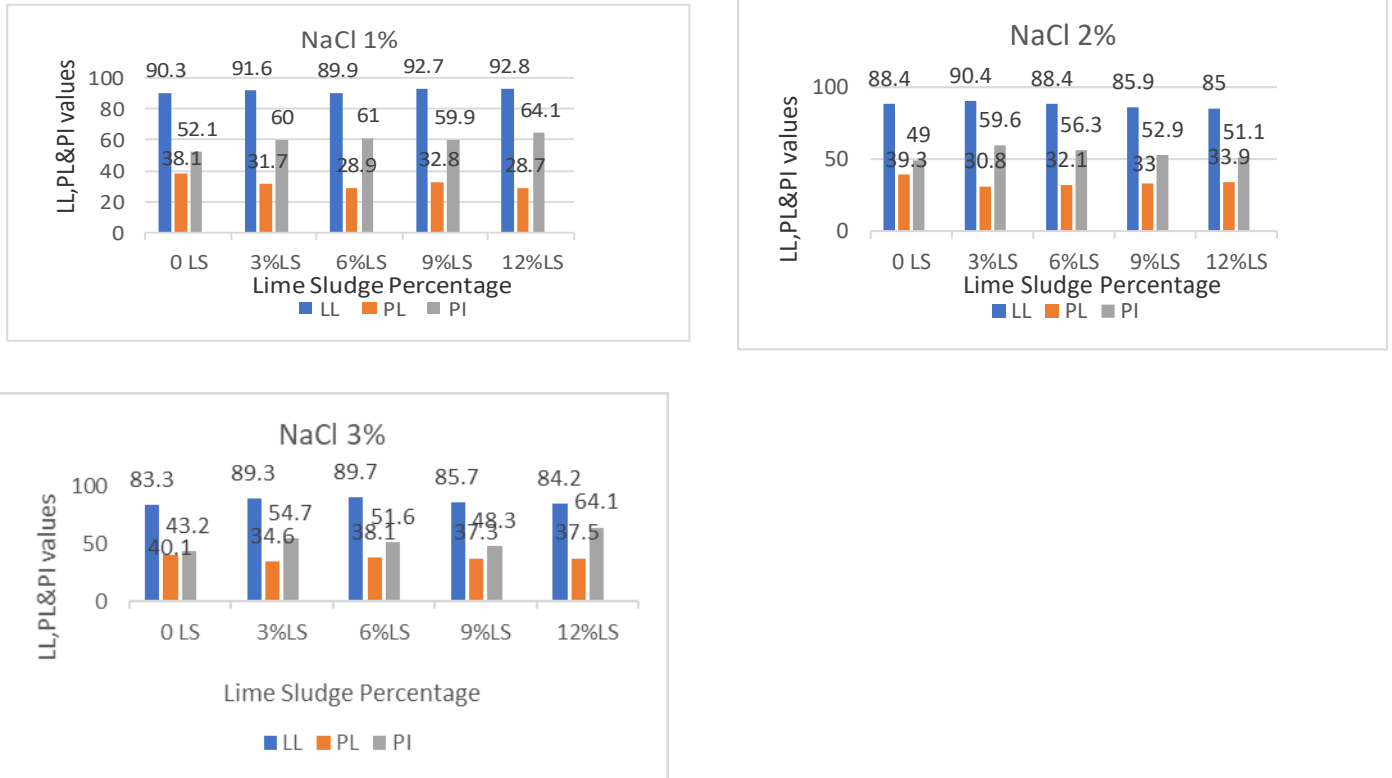 NaCl 1%
90.3 91.6 89.9 92.7 92.8
52.1 60 61 59.9 64.1
38.1 31.7 28.9 32.8 28.7
100
80
60
40
20
0
LL,PL&PI values
0 LS 3%LS 6%LS 9%LS 12%LS
Lime Sludge Percentage
LL PL PI
NaCl 2%
88.4 90.4 88.4 85.9 85
49 59.6 56.3 52.9 51.1
39.3 30.8 32.1 33 33.9
100
50
0
LL,PL&PI values
0 LS 3%LS 6%LS 9%LS 12%LS
Lime Sludge Percentage
LL PL PI
NaCl 3%
83.3 89.3 89.7 85.7 84.2
43.2 54.7 51.6 48.3 64.1
40.1 34.6 38.1 37.3 37.5
100
50
0
LL,PL&PI values
0 LS 3%LS 6%LS 9%LS 12%LS
Lime Sludge Percentage
LL PL PI